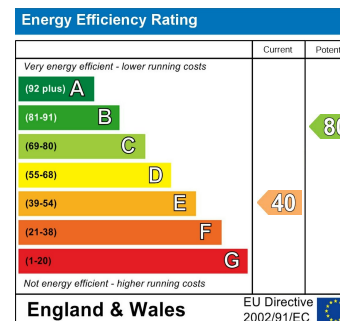 Energy Efficiency Rating
Current
Very energy efficient - lower running costs
(92 plus) A
(81-91) B
(69-80) C
(55-68) D
(39-54) E
40
(21-38) F
(1-20) G
Not energy efficient - higher running costs
England & Wales
EU Directive
2002/91/EC